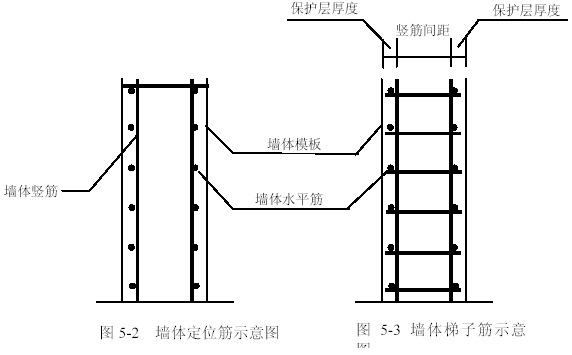 保护层厚度
保护层厚度
竖筋间距
墙体模板
墙体竖筋
墙体水平筋
图 5-2 墙体定位筋示意图
图 5-3 墙体梯子筋示意
图